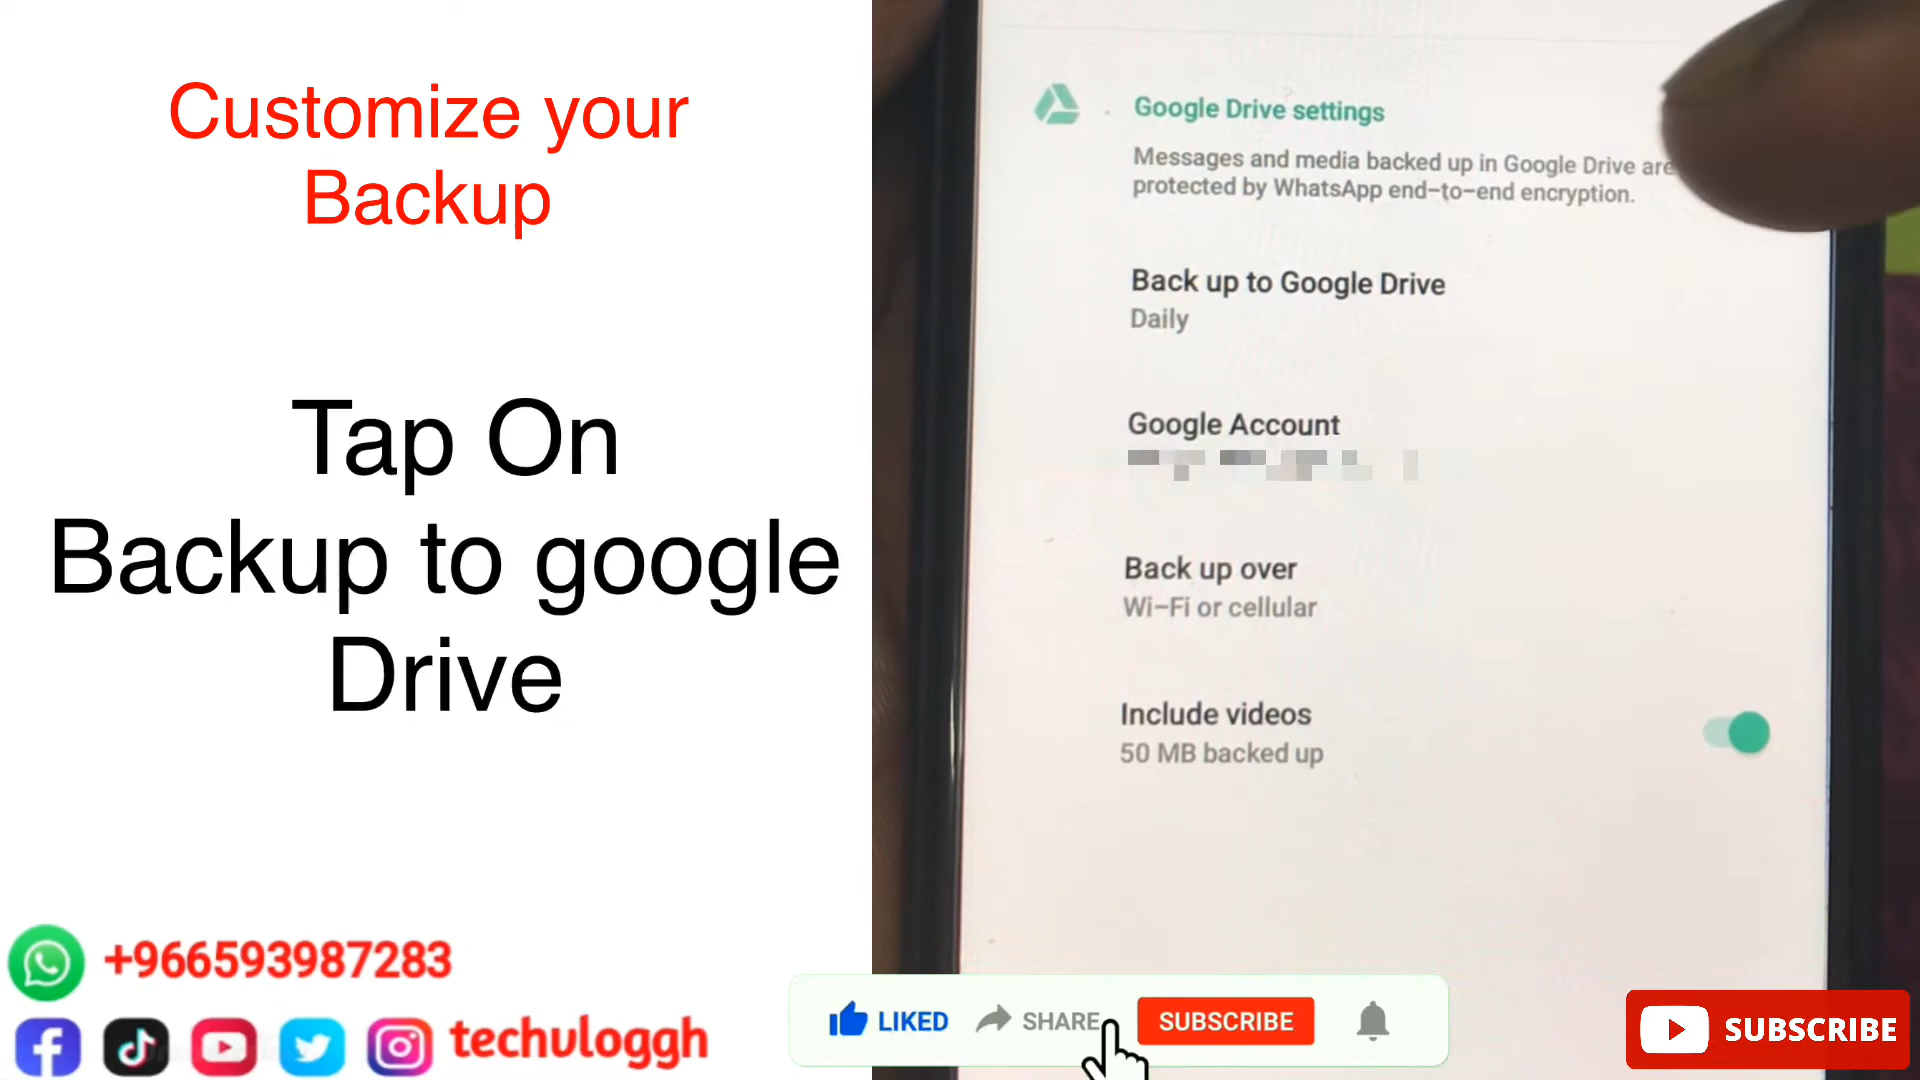 Customize your
Backup
Tap On
Backup to google
Drive
+966593987283
techuloggh
Google Drive settings
Messages and media backed up in Google Drive are
protected by WhatsApp end-to-end encryption.
Back up to Google Drive
Daily
Google Account
Back up over
Wi-Fi or cellular
Include videos
50 MB backed up
LIKED
SHARE
SUBSCRIBE
SUBSCRIBE